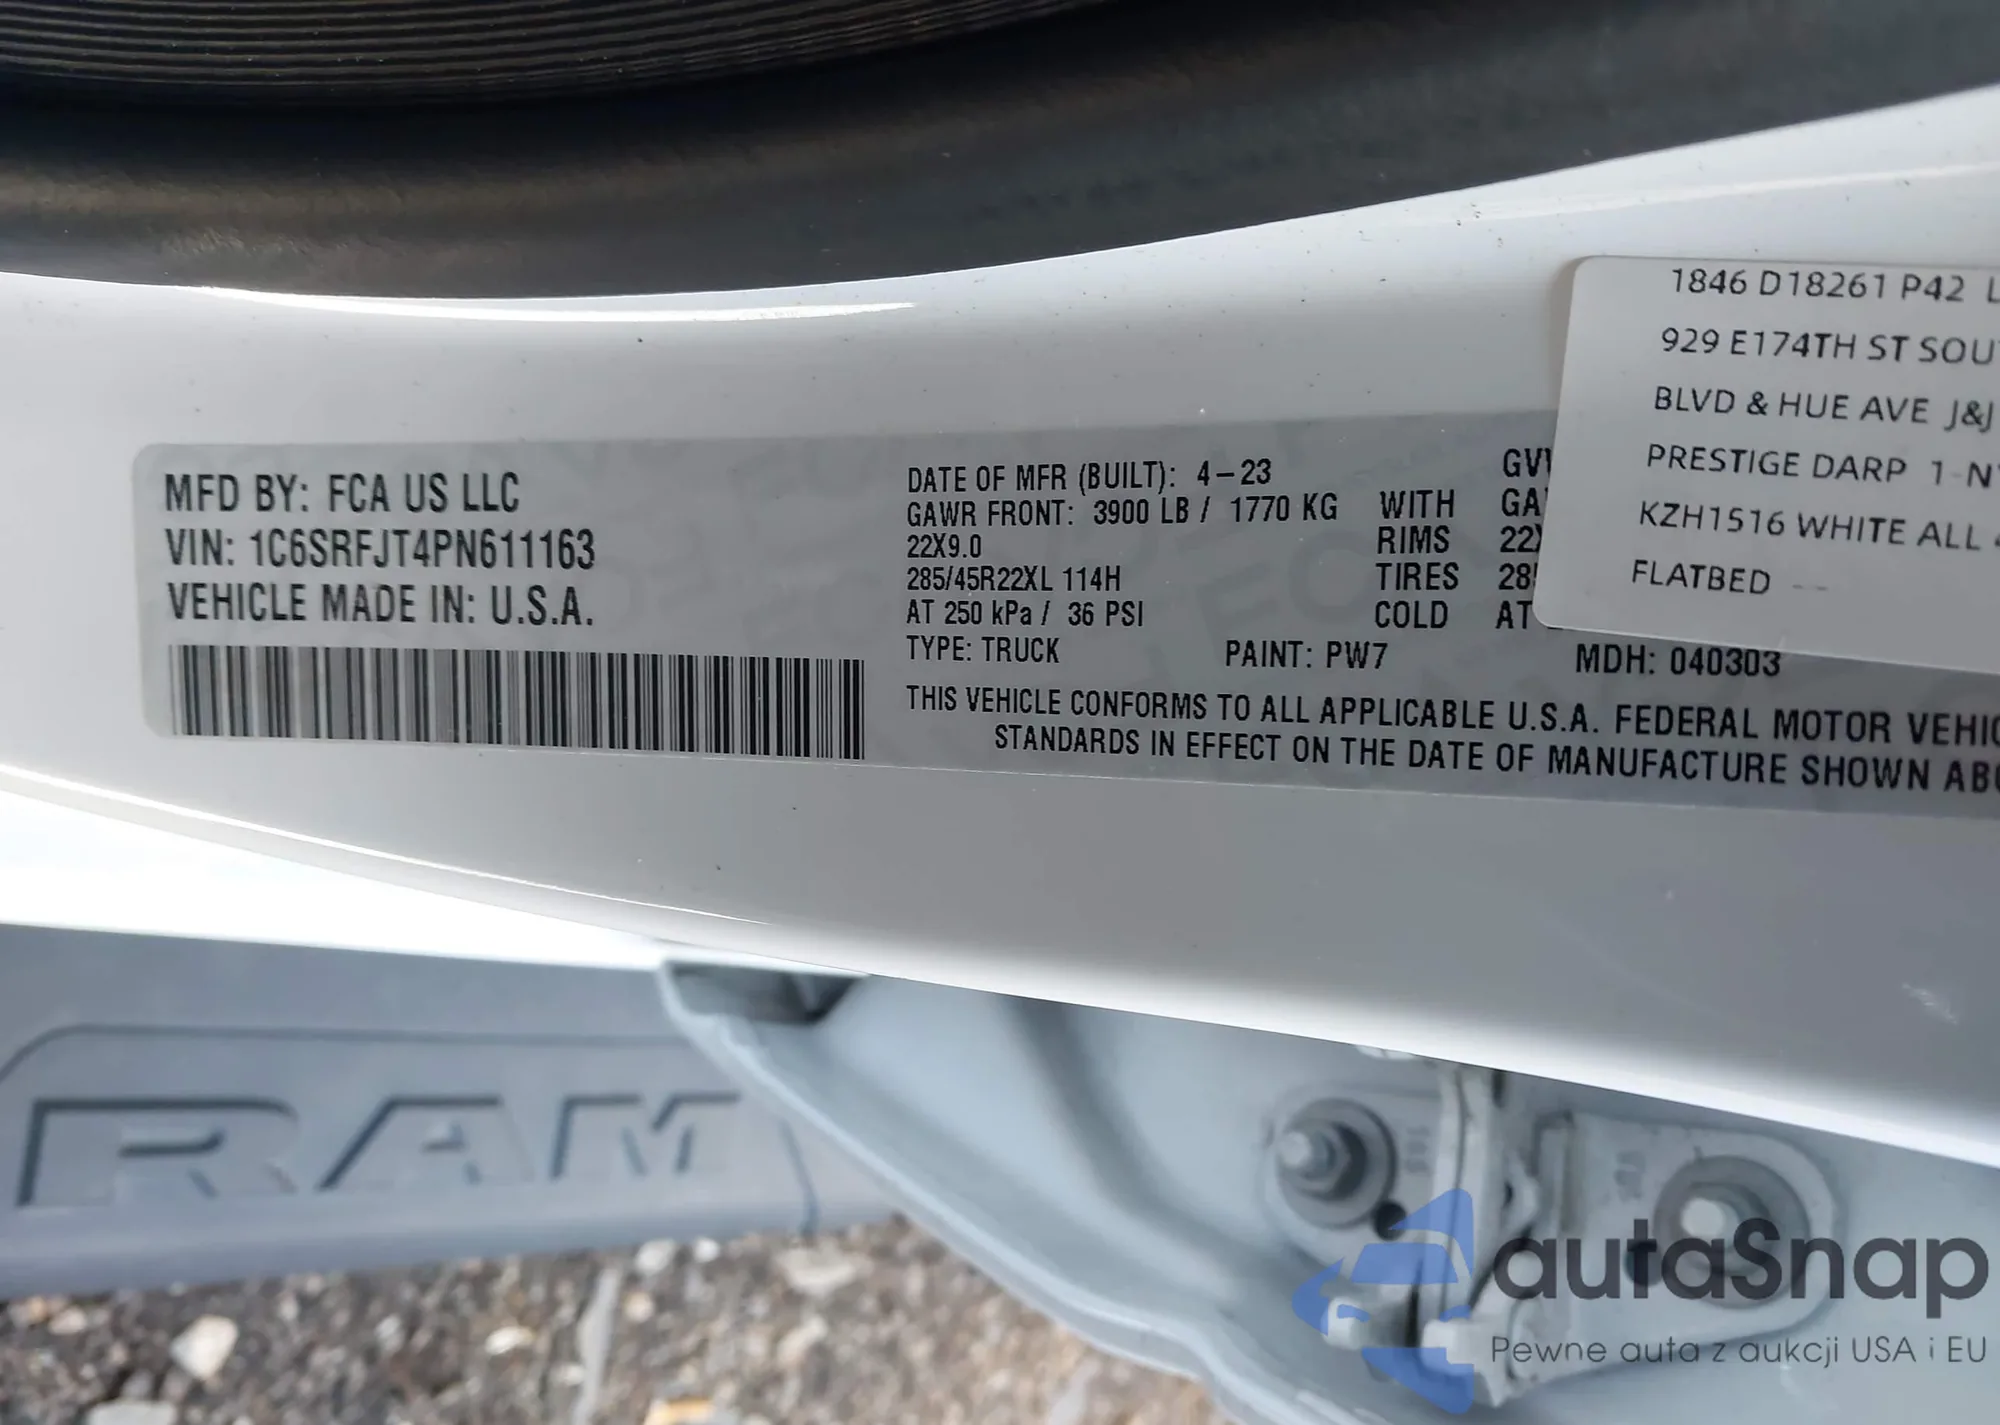 MFD BY: FCA US LLC
VIN: 1C6SRFJT4PN611163
VEHICLE MADE IN: U.S.A.
DATE OF MFR (BUILT): 4-23
GAWR FRONT: 3900 LB / 1770 KG WITH
22X9.0 RIMS
285/45R22XL 114H TIRES
AT 250 kPa / 36 PSI COLD AT
TYPE: TRUCK PAINT: PW7 MDH: 040303
THIS VEHICLE CONFORMS TO ALL APPLICABLE U.S.A. FEDERAL MOTOR
STANDARDS IN EFFECT ON THE DATE OF MANUFACTURE SHOWN
1846 D18261 P42
929 E174TH ST
BLVD & HUE AVE J&J
PRESTIGE DARP 1-N
KZH1516 WHITE ALL
FLATBED --
RAM
autaSnap
Pewne auta z aukcji USA i EU